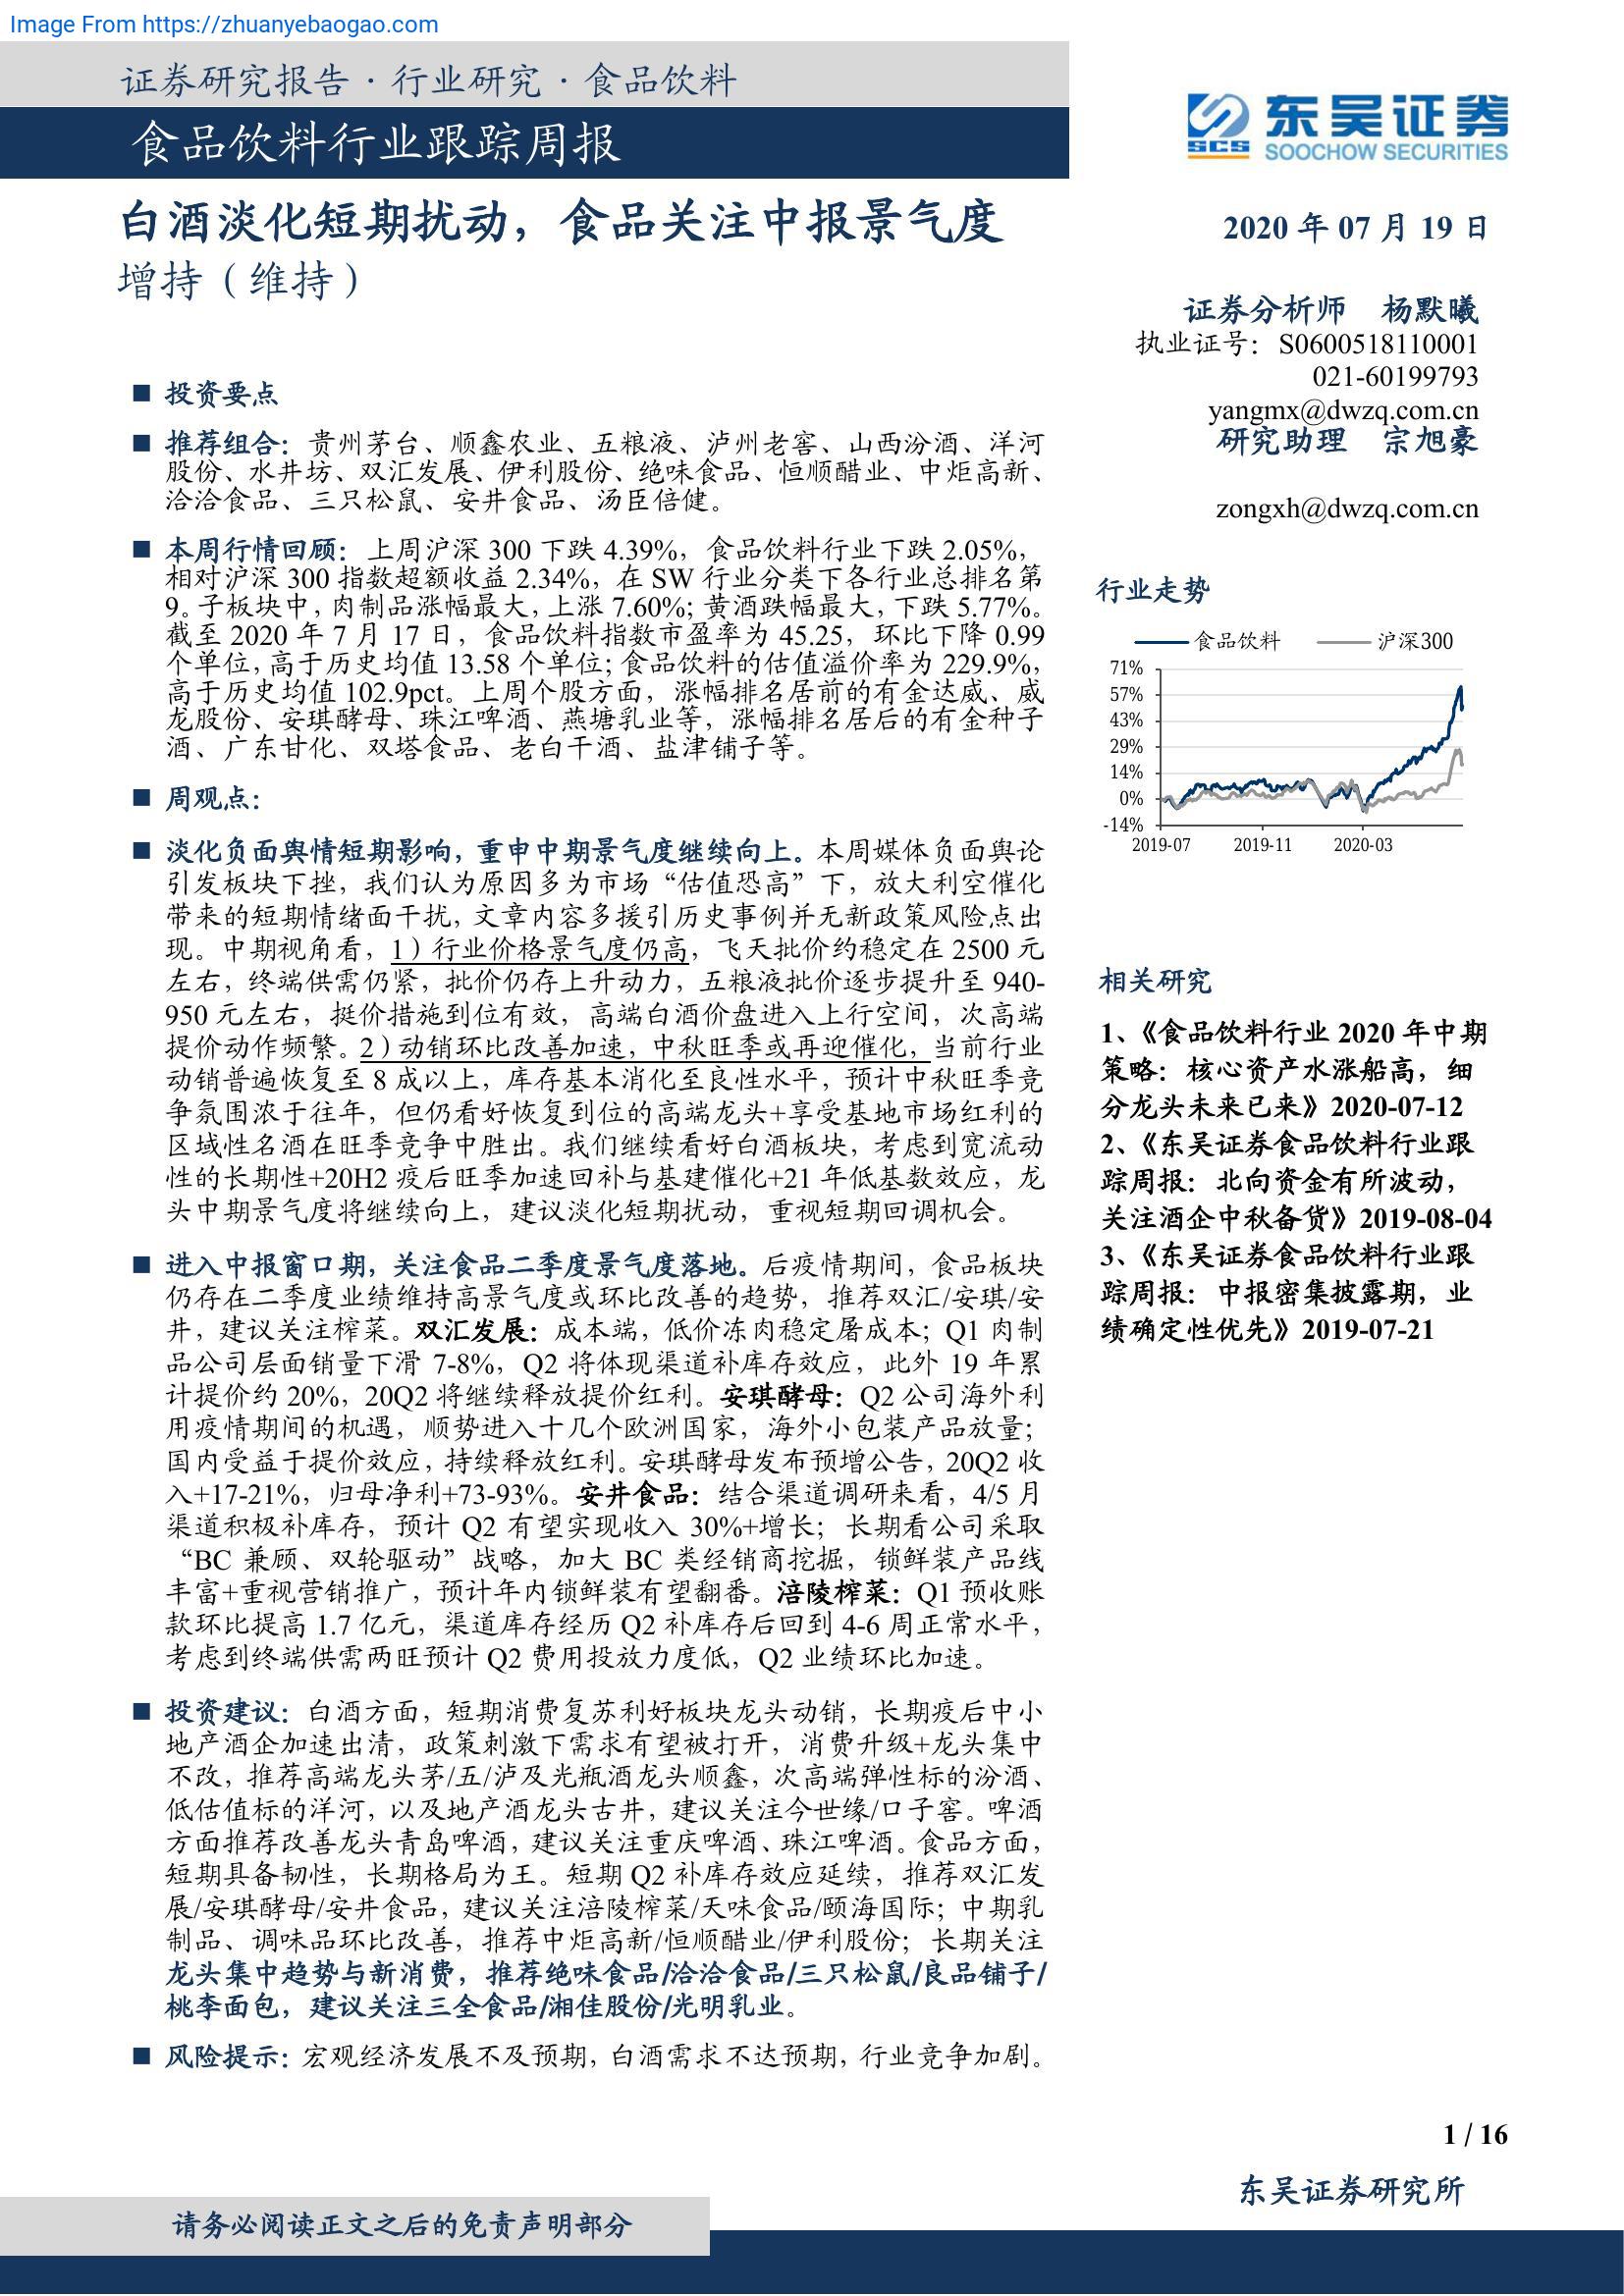 Image From https://zhuanyebaogao.com
证券研究报告·行业研究·食品饮料
食品饮料行业跟踪周报
东吴证券
SCS SOOCHOW SECURITIES
白酒淡化短期扰动，食品关注中报景气度
增持（维持）
2020 年 07 月 19 日
证券分析师 杨默曦
执业证号：S0600518110001
021-60199793
yangmx@dwzq.com.cn
研究助理 宗旭豪
zongxh@dwzq.com.cn
■ 投资要点
■ 推荐组合：贵州茅台、顺鑫农业、五粮液、泸州老窖、山西汾酒、洋河
股份、水井坊、双汇发展、伊利股份、绝味食品、恒顺醋业、中炬高新、
洽洽食品、三只松鼠、安井食品、汤臣倍健。
■ 本周行情回顾：上周沪深 300 下跌 4.39%，食品饮料行业下跌 2.05%，
相对沪深 300 指数超额收益 2.34%，在 SW 行业分类下各行业总排名第
9。子板块中，肉制品涨幅最大，上涨 7.60%；黄酒跌幅最大，下跌 5.77%。
截至 2020 年 7 月 17 日，食品饮料指数市盈率为 45.25，环比下降 0.99
个单位，高于历史均值 13.58 个单位；食品饮料的估值溢价率为 229.9%，
高于历史均值 102.9pct。上周个股方面，涨幅排名居前的有金达威、威
龙股份、安琪酵母、珠江啤酒、燕塘乳业等，涨幅排名居后的有金种子
酒、广东甘化、双塔食品、老白干酒、盐津铺子等。
■ 周观点：
■ 淡化负面舆情短期影响，重申中期景气度继续向上。本周媒体负面舆论
引发板块下挫，我们认为原因多为市场“估值恐高”下，放大利空催化
带来的短期情绪面干扰，文章内容多援引历史事例并无新政策风险点出
现。中期视角看，1）行业价格景气度仍高，飞天批价约稳定在 2500 元
左右，终端供需仍紧，批价仍存上升动力，五粮液批价逐步提升至 940-
950 元左右，挺价措施到位有效，高端白酒价盘进入上行空间，次高端
提价动作频繁。2）动销环比改善加速，中秋旺季或再迎催化，当前行业
动销普遍恢复至 8 成以上，库存基本消化至良性水平，预计中秋旺季竞
争氛围浓于往年，但仍看好恢复到位的高端龙头+享受基地市场红利的
区域性名酒在旺季竞争中胜出。我们继续看好白酒板块，考虑到宽流动
性的长期性+20H2 疫后旺季加速回补与基建催化+21 年低基数效应，龙
头中期景气度将继续向上，建议淡化短期扰动，重视短期回调机会。
■ 进入中报窗口期，关注食品二季度景气度落地。后疫情期间，食品板块
仍存在二季度业绩维持高景气度或环比改善的趋势，推荐双汇/安琪/安
井，建议关注榨菜。双汇发展：成本端，低价冻肉稳定屠成本；Q1 肉制
品公司层面销量下滑 7-8%，Q2 将体现渠道补库存效应，此外 19 年累
计提价约 20%，20Q2 将继续释放提价红利。安琪酵母：Q2 公司海外利
用疫情期间的机遇，顺势进入十几个欧洲国家，海外小包装产品放量；
国内受益于提价效应，持续释放红利。安琪酵母发布预增公告，20Q2 收
入+17-21%，归母净利+73-93%。安井食品：结合渠道调研来看，4/5 月
渠道积极补库存，预计 Q2 有望实现收入 30%+增长；长期看公司采取
“BC 兼顾、双轮驱动”战略，加大 BC 类经销商挖掘，锁鲜装产品线
丰富+重视营销推广，预计年内锁鲜装有望翻番。涪陵榨菜：Q1 预收账
款环比提高 1.7 亿元，渠道库存经历 Q2 补库存后回到 4-6 周正常水平，
考虑到终端供需两旺预计 Q2 费用投放力度低，Q2 业绩环比加速。
■ 投资建议：白酒方面，短期消费复苏利好板块龙头动销，长期疫后中小
地产酒企加速出清，政策刺激下需求有望被打开，消费升级+龙头集中
不改，推荐高端龙头茅/五/泸及光瓶酒龙头顺鑫，次高端弹性标的汾酒、
低估值标的洋河，以及地产酒龙头古井，建议关注今世缘/口子窖。啤酒
方面推荐改善龙头青岛啤酒，建议关注重庆啤酒、珠江啤酒。食品方面，
短期具备韧性，长期格局为王。短期 Q2 补库存效应延续，推荐双汇发
展/安琪酵母/安井食品，建议关注涪陵榨菜/天味食品/颐海国际；中期乳
制品、调味品环比改善，推荐中炬高新/恒顺醋业/伊利股份；长期关注
龙头集中趋势与新消费，推荐绝味食品/洽洽食品/三只松鼠/良品铺子/
桃李面包，建议关注三全食品/湘佳股份/光明乳业。
■ 风险提示：宏观经济发展不及预期，白酒需求不达预期，行业竞争加剧。
行业走势
食品饮料 沪深300
71%
57%
43%
29%
14%
0%
-14%
2019-07 2019-11 2020-03
相关研究
1、《食品饮料行业 2020 年中期
策略：核心资产水涨船高，细
分龙头未来已来》2020-07-12
2、《东吴证券食品饮料行业跟
踪周报：北向资金有所波动，
关注酒企中秋备货》2019-08-04
3、《东吴证券食品饮料行业跟
踪周报：中报密集披露期，业
绩确定性优先》2019-07-21
1 / 16
东吴证券研究所
请务必阅读正文之后的免责声明部分